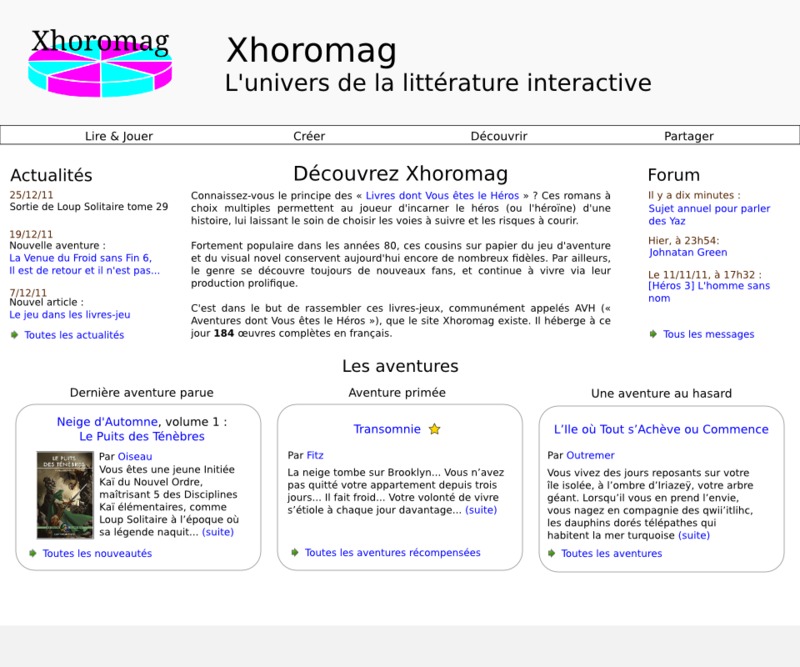 Xhoromag
Xhoromag
L'univers de la littérature interactive
Lire & Jouer
Créer
Découvrir
Partager
Actualités
25/12/11
Sortie de Loup Solitaire tome 29
19/12/11
Nouvelle aventure :
La Venue du Froid sans Fin 6,
Il est de retour et il n'est pas...
7/12/11
Nouvel article :
Le jeu dans les livres-jeu
Toutes les actualités
Découvrez Xhoromag
Connaissez-vous le principe des « Livres dont Vous êtes le Héros » ? Ces romans à
choix multiples permettent au joueur d'incarner le héros (ou l'héroïne) d'une
histoire, lui laissant le soin de choisir les voies à suivre et les risques à courir.
Fortement populaire dans les années 80, ces cousins sur papier du jeu d'aventure
et du visual novel conservent aujourd'hui encore de nombreux fidèles. Par ailleurs,
le genre se découvre toujours de nouveaux fans, et continue à vivre via leur
production prolifique.
C'est dans le but de rassembler ces livres-jeux, communément appelés AVH («
Aventures dont Vous êtes le Héros »), que le site Xhoromag existe. Il héberge à ce
jour 184 œuvres complètes en français.
Forum
Il y a dix minutes :
Sujet annuel pour parler
des Yaz
Hier, à 23h54:
Johnatan Green
Le 11/11/11, à 17h32 :
[Héros 3] L'homme sans
nom
Tous les messages
Les aventures
Dernière aventure parue
Neige d'Automne, volume 1 :
Le Puits des Ténèbres
LE PUITS
DES TÉNÈBRES
Par Oiseau
Vous êtes une jeune Initiée
Kaï du Nouvel Ordre,
maîtrisant 5 des Disciplines
Kaï élémentaires, comme
Loup Solitaire à l’époque où
sa légende naquit... (suite)
Toutes les nouveautés
Aventure primée
Transomnie
Par Fitz
La neige tombe sur Brooklyn... Vous n’avez
pas quitté votre appartement depuis trois
jours... Il fait froid... Votre volonté de vivre
s’étiole à chaque jour davantage... (suite)
Toutes les aventures récompensées
Une aventure au hasard
L’Ile où Tout s’Achève ou Commence
Par Outremer
Vous vivez des jours reposants sur votre
île isolée, à l’ombre d’Iriazeÿ, votre arbre
géant. Lorsqu’il vous en prend l’envie,
vous nagez en compagnie des qwii’itlihc,
les dauphins dorés télépathes qui
habitent la mer turquoise (suite)
Toutes les aventures